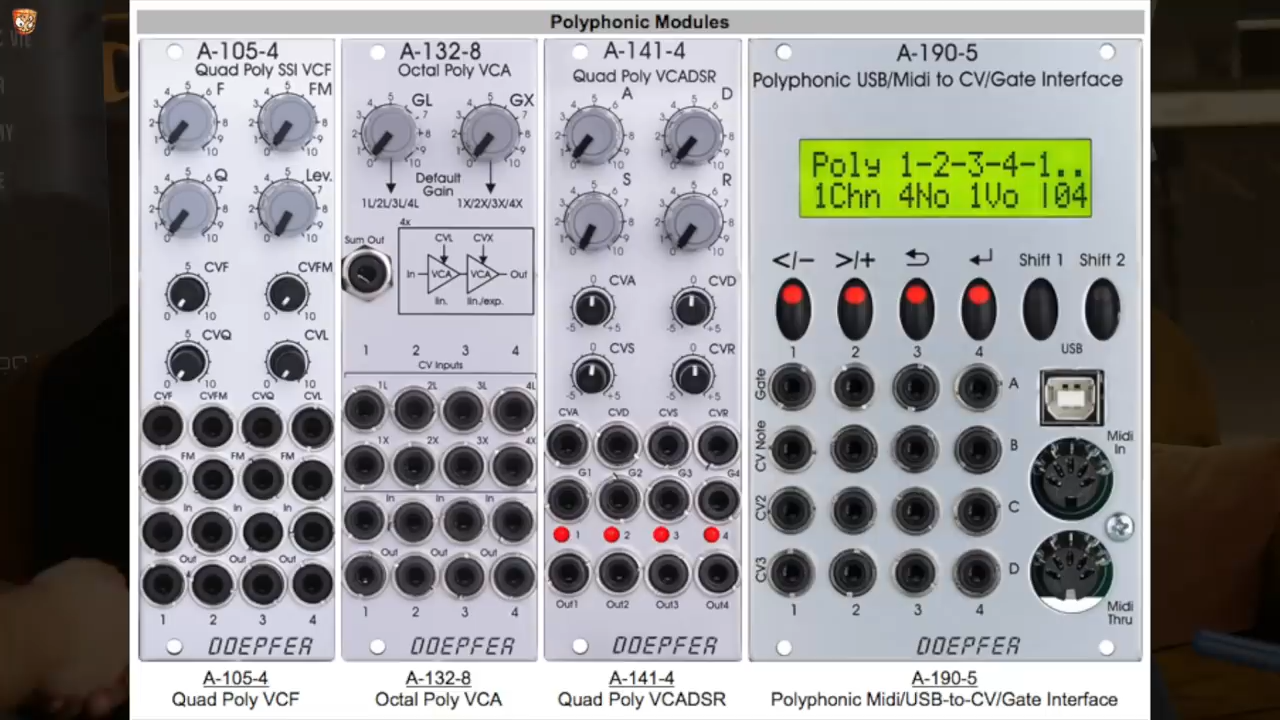 Polyphonic Modules
A-105-4
Quad Poly SSI VCF
F
FM
Q
Lev.
CVF
CVFM
CVQ
CVL
CVF CVFM CVQ CVL
FM FM FM
In In In
Out Out Out
1 2 3 4
DOEPFER
A-105-4
Quad Poly VCF
A-132-8
Octal Poly VCA
GL
GX
Default
Gain
1L/2L/3L/4L 1X/2X/3X/4X
Sum Out
4x
CVL CVX
In VCA VCA Out
lin. lin./exp.
1 2 3 4
CV Inputs
1L 2L 3L 4L
1X 2X 3X 4X
In In In
Out Out Out
1 2 3 4
DOEPFER
A-132-8
Octal Poly VCA
A-141-4
Quad Poly VCADSR
A
D
S
R
CVA
CVD
CVS
CVR
CVA CVD CVS CVR
G1 G2 G3 G4
1 2 3 4
Out1 Out2 Out3 Out4
DOEPFER
A-141-4
Quad Poly VCADSR
A-190-5
Polyphonic USB/Midi to CV/Gate Interface
Poly 1-2-3-4-1..
1Chn 4No 1Vo |04
</- >/+ Shift 1 Shift 2
1 2 3 4
USB
Gate A
CV Note B
Midi
In
CV2 C
CV3 D
1 2 3 4
Midi
Thru
DOEPFER
A-190-5
Polyphonic Midi/USB-to-CV/Gate Interface